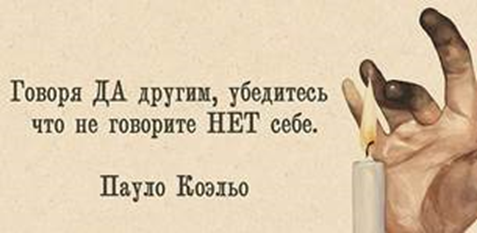 Говоря ДА другим, убедитесь
что не говорите НЕТ себе.
Пауло Коэльо